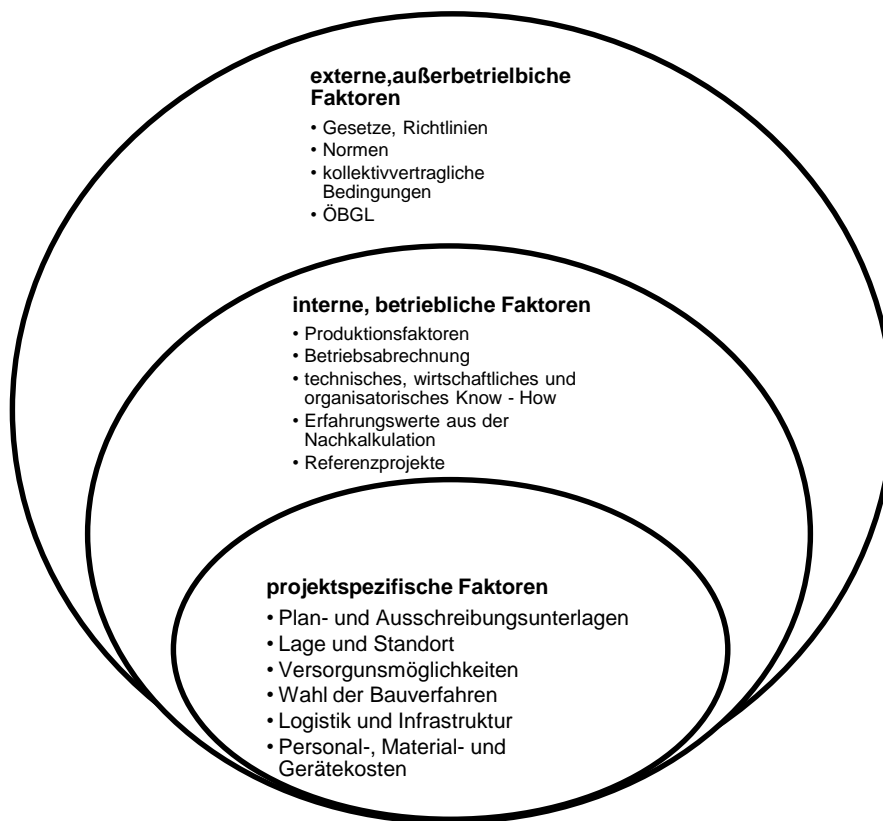 externe,außerbetrielbiche
Faktoren
• Gesetze, Richtlinien
• Normen
• kollektivvertragliche
Bedingungen
• ÖBGL
interne, betriebliche Faktoren
• Produktionsfaktoren
• Betriebsabrechnung
• technisches, wirtschaftliches und
organisatorisches Know - How
• Erfahrungswerte aus der
Nachkalkulation
• Referenzprojekte
projektspezifische Faktoren
• Plan- und Ausschreibungsunterlagen
• Lage und Standort
• Versorgunsmöglichkeiten
• Wahl der Bauverfahren
• Logistik und Infrastruktur
• Personal-, Material- und
Gerätekosten